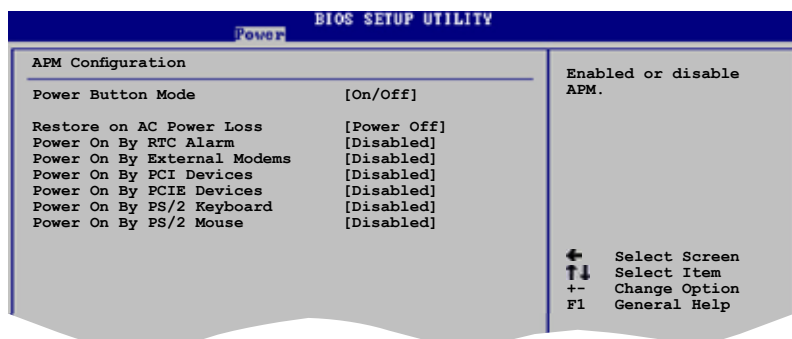 BIOS SETUP UTILITY
Power
APM Configuration
Power Button Mode [On/Off]
Restore on AC Power Loss [Power Off]
Power On By RTC Alarm [Disabled]
Power On By External Modems [Disabled]
Power On By PCI Devices [Disabled]
Power On By PCIE Devices [Disabled]
Power On By PS/2 Keyboard [Disabled]
Power On By PS/2 Mouse [Disabled]
Enabled or disable
APM.
← Select Screen
↑↓ Select Item
+- Change Option
F1 General Help